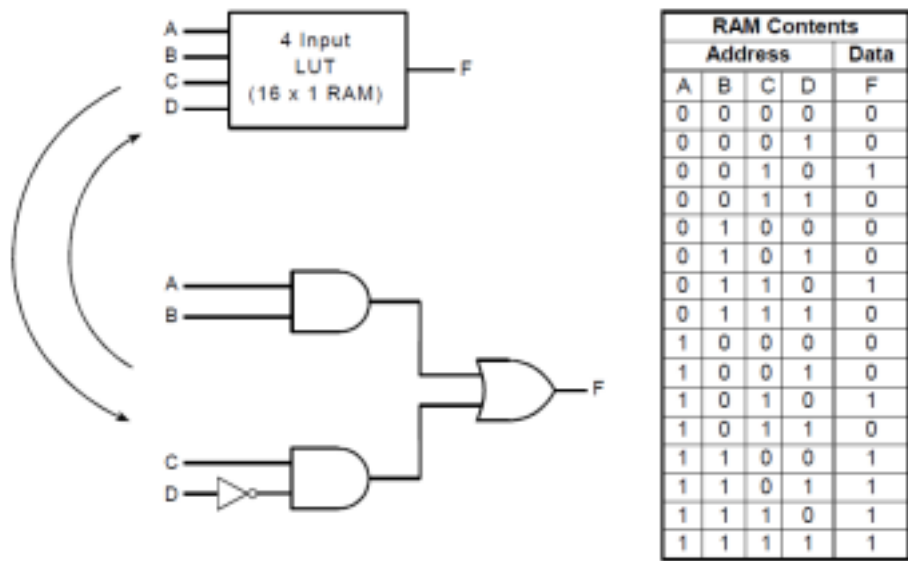 A
B
C
D
4 Input
LUT
(16 x 1 RAM)
F
A
B
C
D
F
RAM Contents
Address Data
A B C D F
0 0 0 0 0
0 0 0 1 0
0 0 1 0 1
0 0 1 1 0
0 1 0 0 0
0 1 0 1 0
0 1 1 0 1
0 1 1 1 0
1 0 0 0 0
1 0 0 1 0
1 0 1 0 1
1 0 1 1 0
1 1 0 0 1
1 1 0 1 1
1 1 1 0 1
1 1 1 1 1